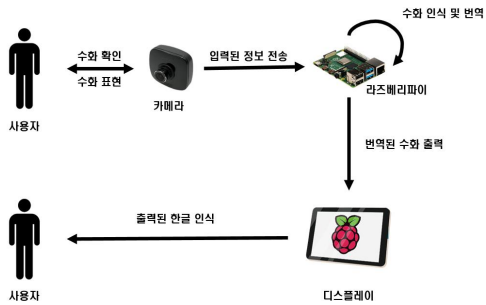 수화 인식 및 번역
수화 확인
입력된 정보 전송
수화 표현
카메라
라즈베리파이
사용자
번역된 수화 출력
출력된 한글 인식
사용자
디스플레이